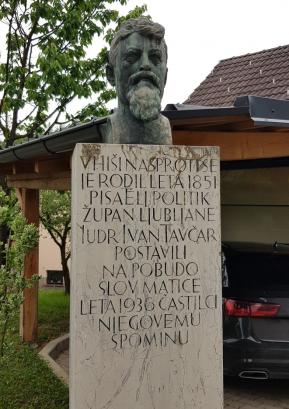 V HIŠI NASPROTI SE
JE RODIL LETA 1851
PISATELJ, POLITIK
ŽUPAN LJUBLJANE
JUDR. IVAN TAVČAR
POSTAVILI
NA POBUDO
SLOV. MATICE
LETA 1936 ČASTILCI
NJEGOVEMU
SPOMINU